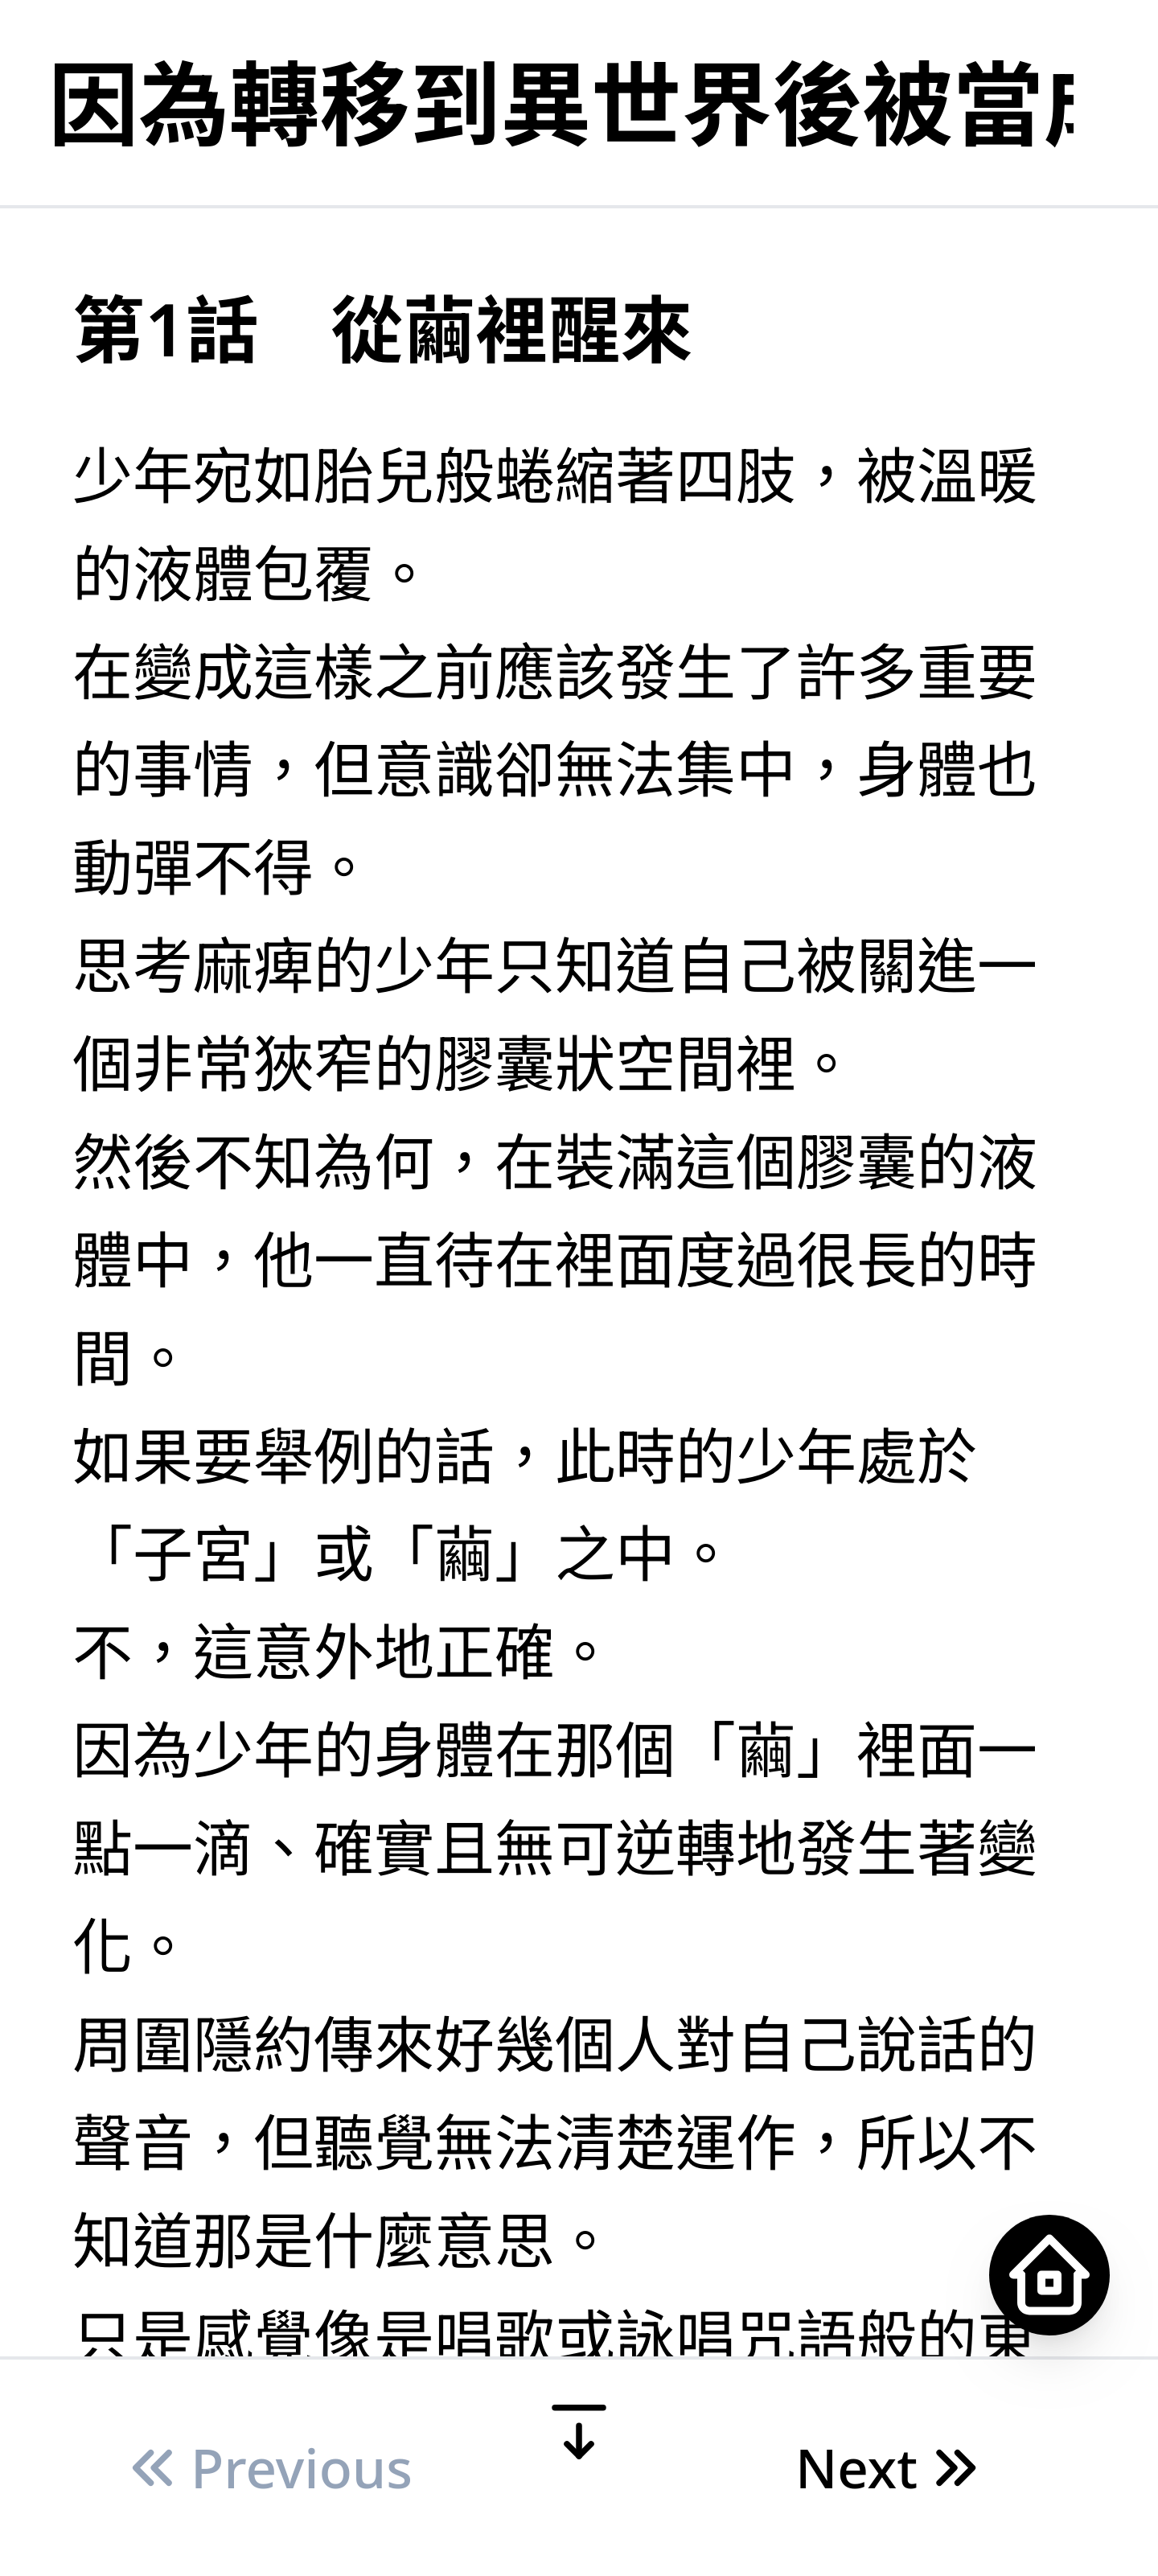 因為轉移到異世界後被當
第1話　從繭裡醒來
少年宛如胎兒般蜷縮著四肢，被溫暖
的液體包覆。
在變成這樣之前應該發生了許多重要
的事情，但意識卻無法集中，身體也
動彈不得。
思考麻痺的少年只知道自己被關進一
個非常狹窄的膠囊狀空間裡。
然後不知為何，在裝滿這個膠囊的液
體中，他一直待在裡面度過很長的時
間。
如果要舉例的話，此時的少年處於
「子宮」或「繭」之中。
不，這意外地正確。
因為少年的身體在那個「繭」裡面一
點一滴、確實且無可逆轉地發生著變
化。
周圍隱約傳來好幾個人對自己說話的
聲音，但聽覺無法清楚運作，所以不
知道那是什麼意思。
只是感覺像是唱歌或詠唱咒語般的東
Previous
Next